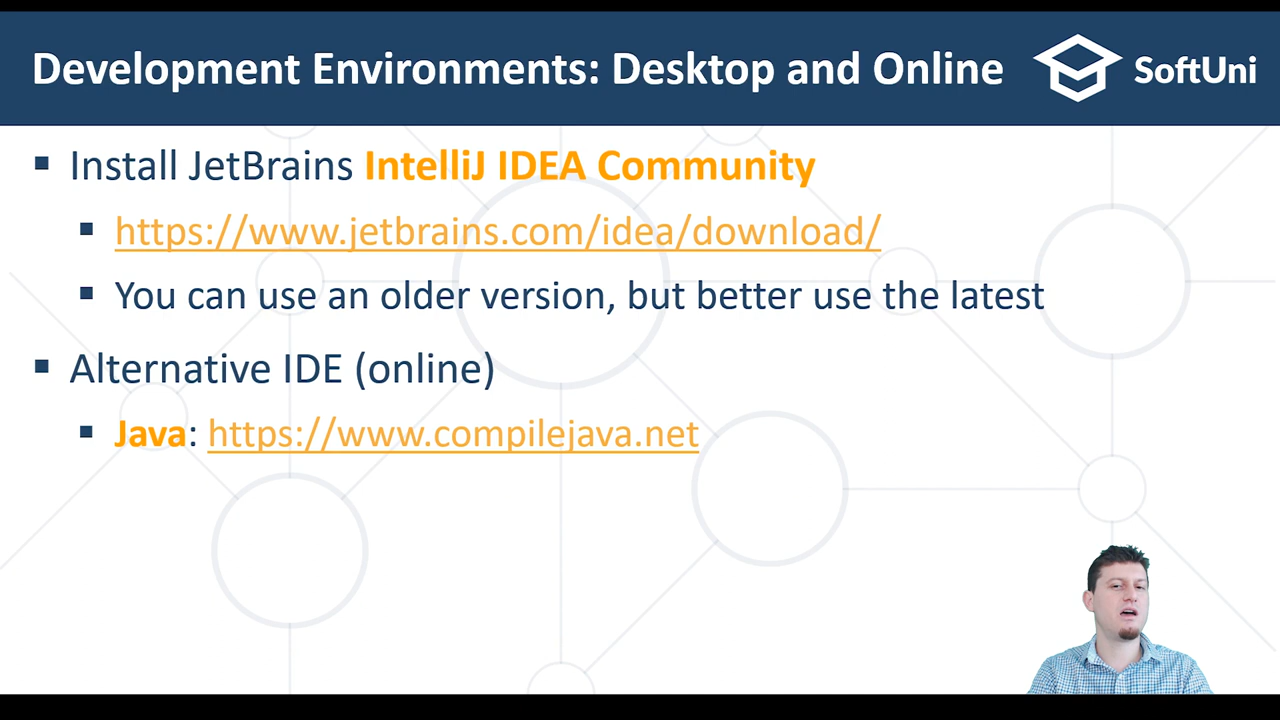 Development Environments: Desktop and Online
SoftUni
▪ Install JetBrains IntelliJ IDEA Community
▪ https://www.jetbrains.com/idea/download/
▪ You can use an older version, but better use the latest
▪ Alternative IDE (online)
▪ Java: https://www.compilejava.net